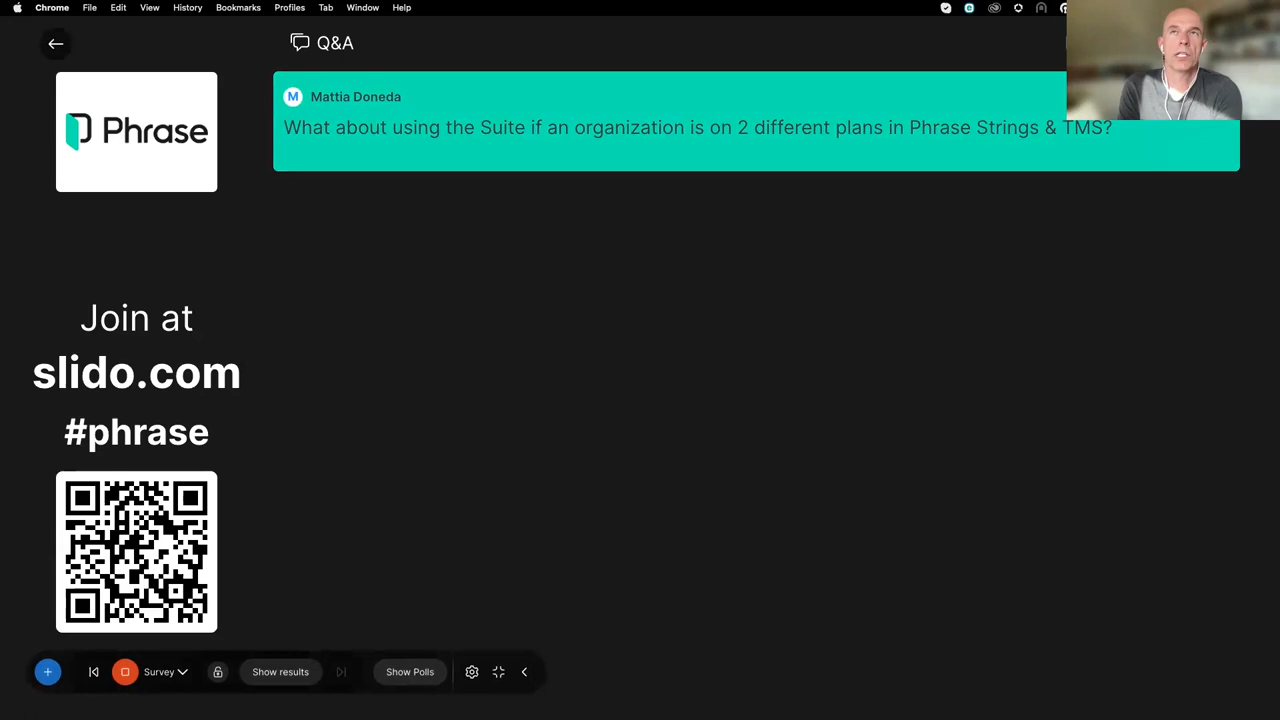 Chrome File Edit View History Bookmarks Profiles Tab Window Help
Q&A
Phrase
M Mattia Doneda
What about using the Suite if an organization is on 2 different plans in Phrase Strings & TMS?
Join at
slido.com
#phrase
Survey
Show results
Show Polls